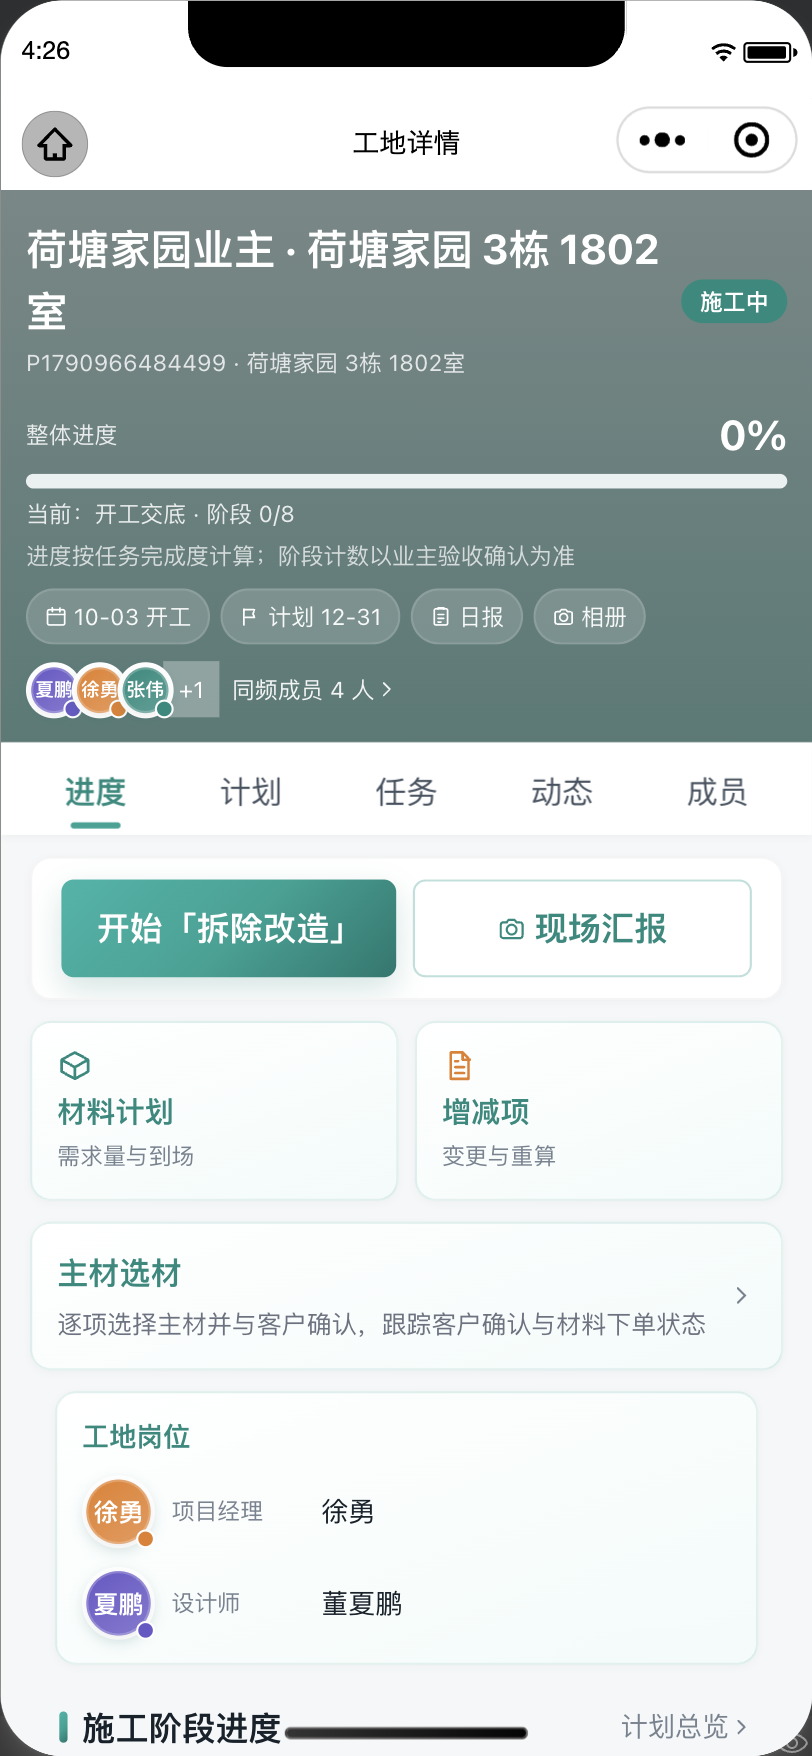 4:26
工地详情
荷塘家园业主 · 荷塘家园 3栋 1802
室
施工中
P1790966484499 · 荷塘家园 3栋 1802室
整体进度
0%
当前：开工交底 · 阶段 0/8
进度按任务完成度计算；阶段计数以业主验收确认为准
10-03 开工
计划 12-31
日报
相册
夏鹏
徐勇
张伟
+1
同频成员 4 人
进度
计划
任务
动态
成员
开始「拆除改造」
现场汇报
材料计划
需求量与到场
增减项
变更与重算
主材选材
逐项选择主材并与客户确认，跟踪客户确认与材料下单状态
工地岗位
徐勇
项目经理
徐勇
夏鹏
设计师
董夏鹏
施工阶段进度
计划总览